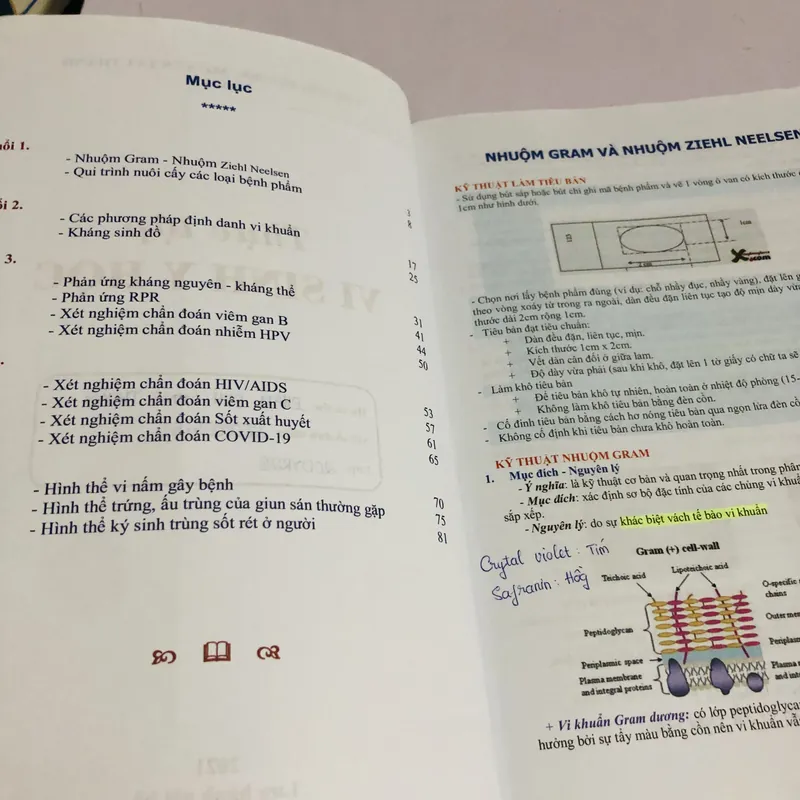 Mục lục
*****
ổi 1.
- Nhuộm Gram - Nhuộm Ziehl Neelsen
- Qui trình nuôi cấy các loại bệnh phẩm
3
8
ổi 2.
- Các phương pháp định danh vi khuẩn
- Kháng sinh đồ
17
25
3.
- Phản ứng kháng nguyên - kháng thể
- Phản ứng RPR
- Xét nghiệm chẩn đoán viêm gan B
- Xét nghiệm chẩn đoán nhiễm HPV
31
41
44
50
- Xét nghiệm chẩn đoán HIV/AIDS
- Xét nghiệm chẩn đoán viêm gan C
- Xét nghiệm chẩn đoán Sốt xuất huyết
- Xét nghiệm chẩn đoán COVID-19
53
57
61
65
- Hình thể vi nấm gây bệnh
- Hình thể trứng, ấu trùng của giun sán thường gặp
- Hình thể ký sinh trùng sốt rét ở người
70
75
81
NHUỘM GRAM VÀ NHUỘM ZIEHL NEELSEN
KỸ THUẬT LÀM TIÊU BẢN
- Sử dụng bút sáp hoặc bút chì ghi mã bệnh phẩm và vẽ 1 vòng ô van có kích thước
1cm như hình dưới.
1cm
2 cm
- Chọn nơi lấy bệnh phẩm đúng (ví dụ: chỗ nhầy đục, nhầy vàng), đặt lên
theo vòng xoáy từ trong ra ngoài, dàn đều đặn liên tục tạo độ mịn dày vừa
thước dài 2cm rộng 1cm.
- Tiêu bản đạt tiêu chuẩn:
+ Dàn đều đặn, liên tục, mịn.
+ Kích thước 1cm x 2cm.
+ Vết dàn cân đối ở giữa lam.
+ Độ dày vừa phải (sau khi khô, đặt lên 1 tờ giấy có chữ ta sẽ
- Làm khô tiêu bản
+ Để tiêu bản khô tự nhiên, hoàn toàn ở nhiệt độ phòng (15-
+ Không làm khô tiêu bản bằng đèn cồn.
- Cố định tiêu bản bằng cách hơ nóng tiêu bản qua ngọn lửa đèn cồ
- Không cố định khi tiêu bản chưa khô hoàn toàn.
KỸ THUẬT NHUỘM GRAM
1. Mục đích - Nguyên lý
- Ý nghĩa: là kỹ thuật cơ bản và quan trọng nhất trong phân
- Mục đích: xác định sơ bộ đặc tính của các chủng vi khuẩ
sắp xếp.
- Nguyên lý: do sự khác biệt vách tế bào vi khuẩn
Crytal violet : Tím
Safranin : Hồg
Gram (+) cell-wall
Teichoic acid
Lipoteichoic acid
O-specific
chains
Outer mem
Peptidoglycan
Periplasm
Periplasmic space
Plasma membrane
and integral proteins
Plasma m
and inte
+ Vi khuẩn Gram dương: có lớp peptidoglycan
hưởng bởi sự tẩy màu bằng cồn nên vi khuẩn vẫ